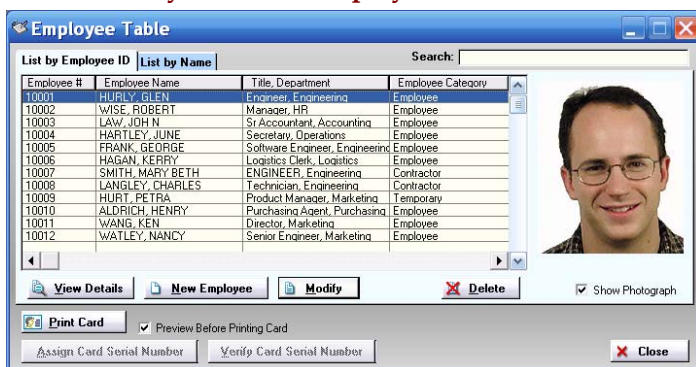 Employee Table
List by Employee ID List by Name Search:
Employee # Employee Name Title, Department Employee Category
10001 HURLY, GLEN Engineer, Engineering Employee
10002 WISE, ROBERT Manager, HR Employee
10003 LAW, JOH N Sr Accountant, Accounting Employee
10004 HARTLEY, JUNE Secretary, Operations Employee
10005 FRANK, GEORGE Software Engineer, Engineering Employee
10006 HAGAN, KERRY Logistics Clerk, Logistics Employee
10007 SMITH, MARY BETH ENGINEER, Engineering Contractor
10008 LANGLEY, CHARLES Technician, Engineering Contractor
10009 HURT, PETRA Product Manager, Marketing Temporary
10010 ALDRICH, HENRY Purchasing Agent, Purchasing Employee
10011 WANG, KEN Director, Marketing Employee
10012 WATLEY, NANCY Senior Engineer, Marketing Employee
View Details New Employee Modify Delete Show Photograph
Print Card Preview Before Printing Card
Assign Card Serial Number Verify Card Serial Number Close